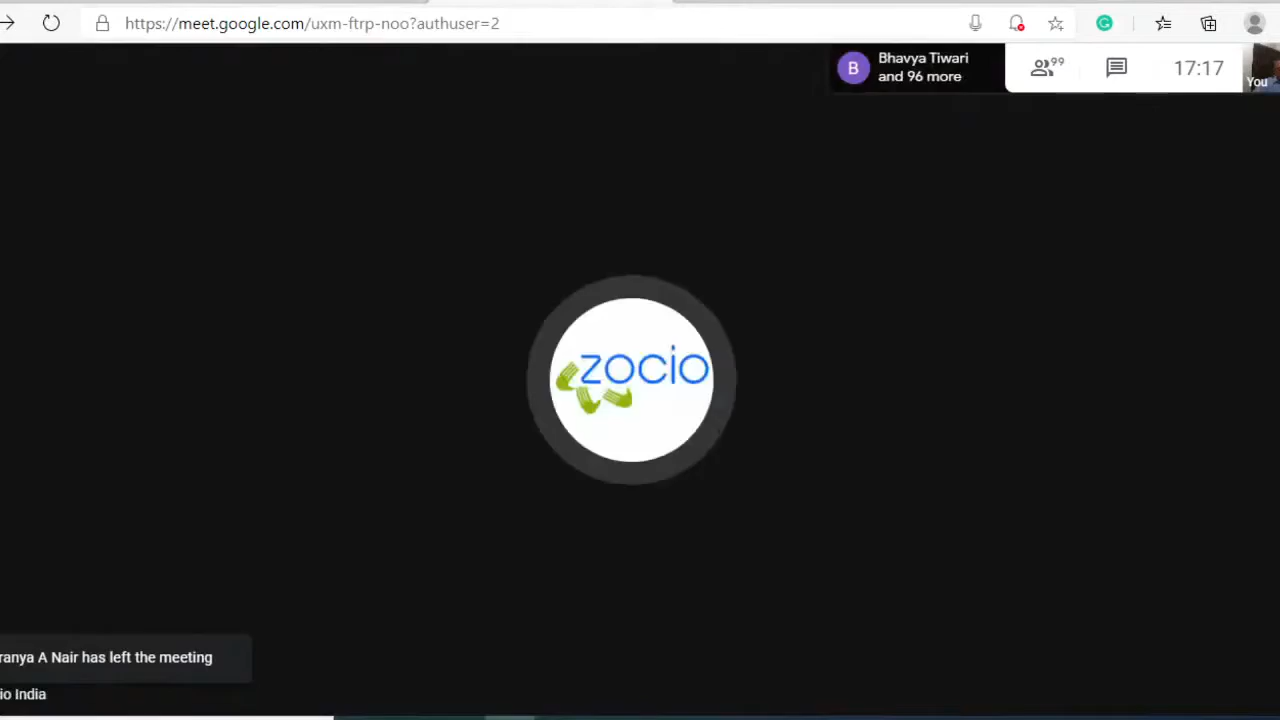 https://meet.google.com/uxm-ftrp-noo?authuser=2
B
Bhavya Tiwari
and 96 more
99
17:17
You
zocio
ranya A Nair has left the meeting
io India